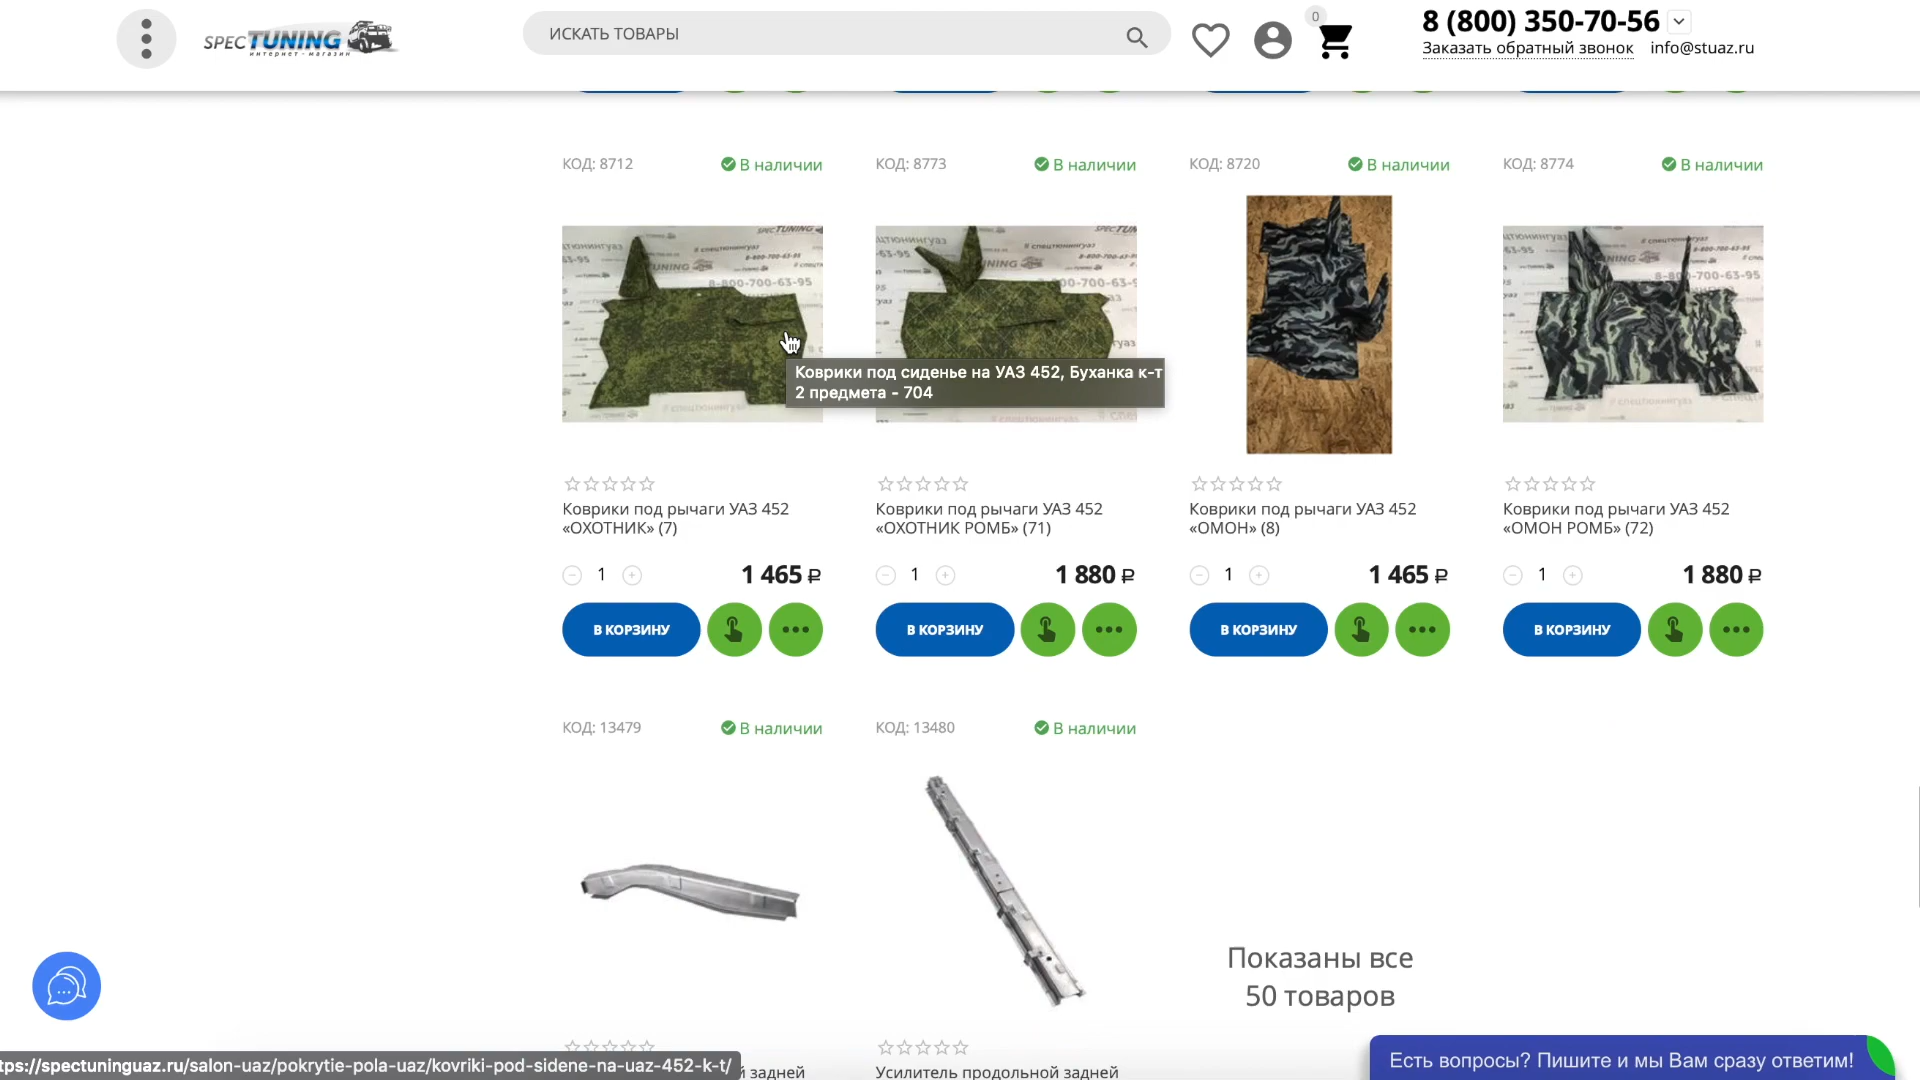 SPECTUNING
интернет-магазин
ИСКАТЬ ТОВАРЫ
0
8 (800) 350-70-56
Заказать обратный звонок info@stuaz.ru
КОД: 8712 В наличии
КОД: 8773 В наличии
КОД: 8720 В наличии
КОД: 8774 В наличии
Коврики под сиденье на УАЗ 452, Буханка к-т
2 предмета - 704
Коврики под рычаги УАЗ 452
«ОХОТНИК» (7)
Коврики под рычаги УАЗ 452
«ОХОТНИК РОМБ» (71)
Коврики под рычаги УАЗ 452
«ОМОН» (8)
Коврики под рычаги УАЗ 452
«ОМОН РОМБ» (72)
1 1 465 ₽
1 1 880 ₽
1 1 465 ₽
1 1 880 ₽
В КОРЗИНУ
В КОРЗИНУ
В КОРЗИНУ
В КОРЗИНУ
КОД: 13479 В наличии
КОД: 13480 В наличии
Показаны все
50 товаров
й задней
Усилитель продольной задней
tps://spectuninguaz.ru/salon-uaz/pokrytie-pola-uaz/kovriki-pod-sidene-na-uaz-452-k-t/
Есть вопросы? Пишите и мы Вам сразу ответим!